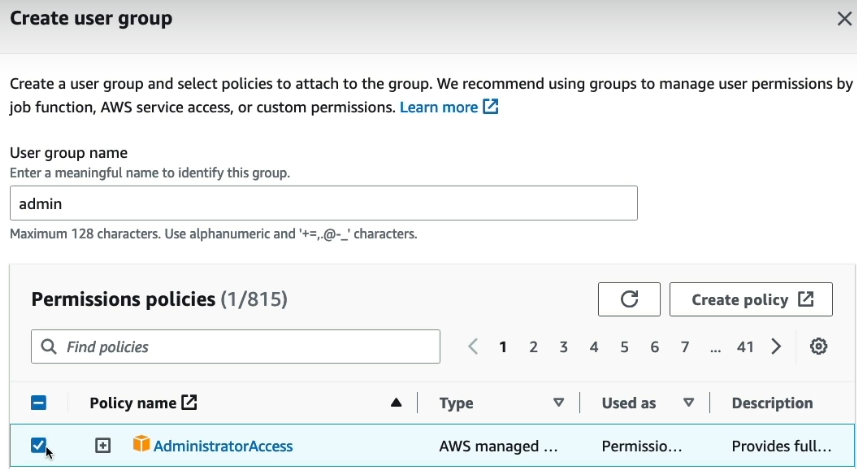 Create user group
Create a user group and select policies to attach to the group. We recommend using groups to manage user permissions by
job function, AWS service access, or custom permissions. Learn more
User group name
Enter a meaningful name to identify this group.
admin
Maximum 128 characters. Use alphanumeric and '+=,.@-_' characters.
Permissions policies (1/815)
Create policy
Find policies
1 2 3 4 5 6 7 ... 41
Policy name Type Used as Description
AdministratorAccess AWS managed ... Permissio... Provides full...